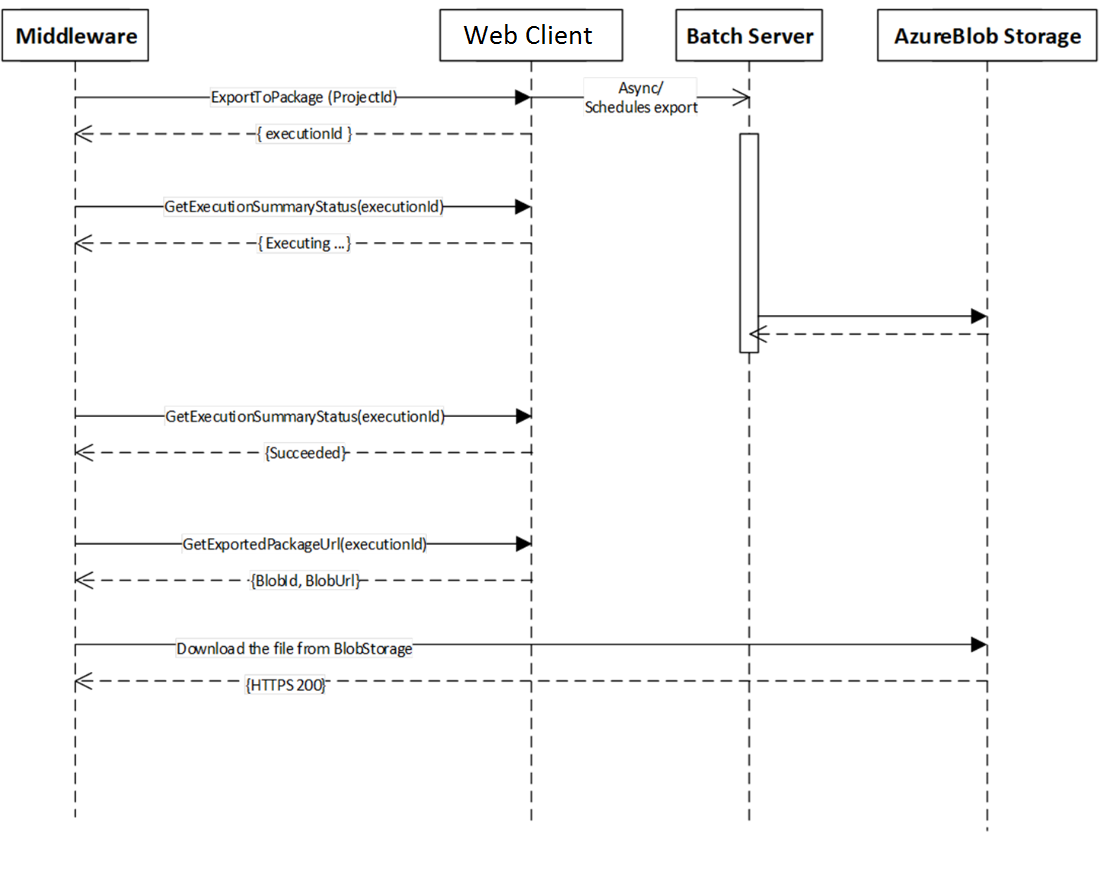 Middleware
Web Client
Batch Server
AzureBlob Storage
ExportToPackage (ProjectId)
Async/
Schedules export
{ executionId }
GetExecutionSummaryStatus(executionId)
{ Executing ...}
GetExecutionSummaryStatus(executionId)
{Succeeded}
GetExportedPackageUrl(executionId)
{BlobId, BlobUrl}
Download the file from BlobStorage
{HTTPS 200}